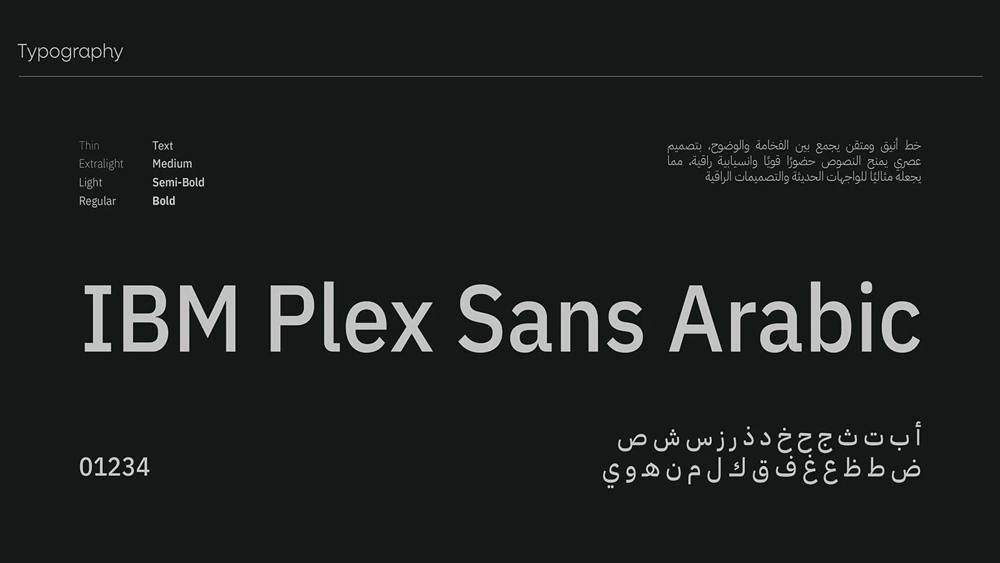 Typography
Thin
Extralight
Light
Regular
Text
Medium
Semi-Bold
Bold
خط أنيق ومتقن يجمع بين الفخامة والوضوح، بتصميم
عصري يمنح النصوص حضورًا قويًا وانسيابية راقية، مما
يجعله مثاليًا للواجهات الحديثة والتصميمات الراقية
IBM Plex Sans Arabic
01234
أ ب ت ث ج ح خ د ذ ر ز س ش ص
ض ط ظ ع غ ف ق ك ل م ن ه و ي